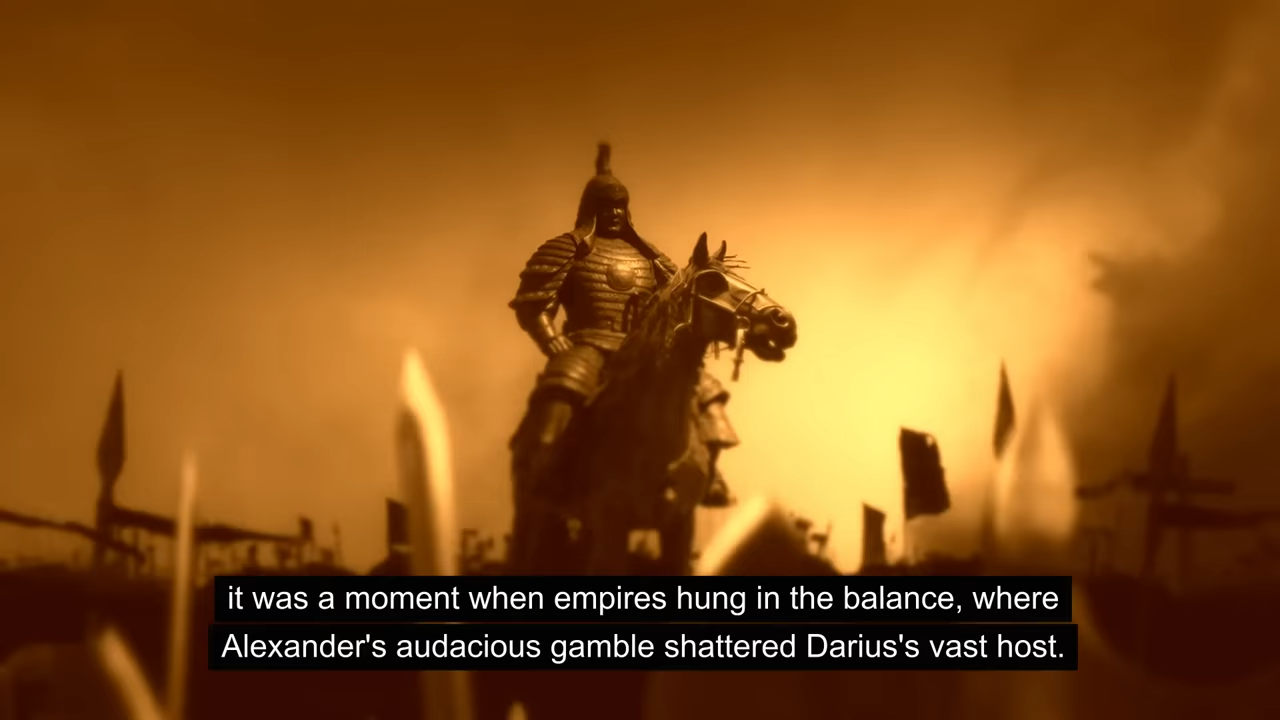 it was a moment when empires hung in the balance, where
Alexander's audacious gamble shattered Darius's vast host.